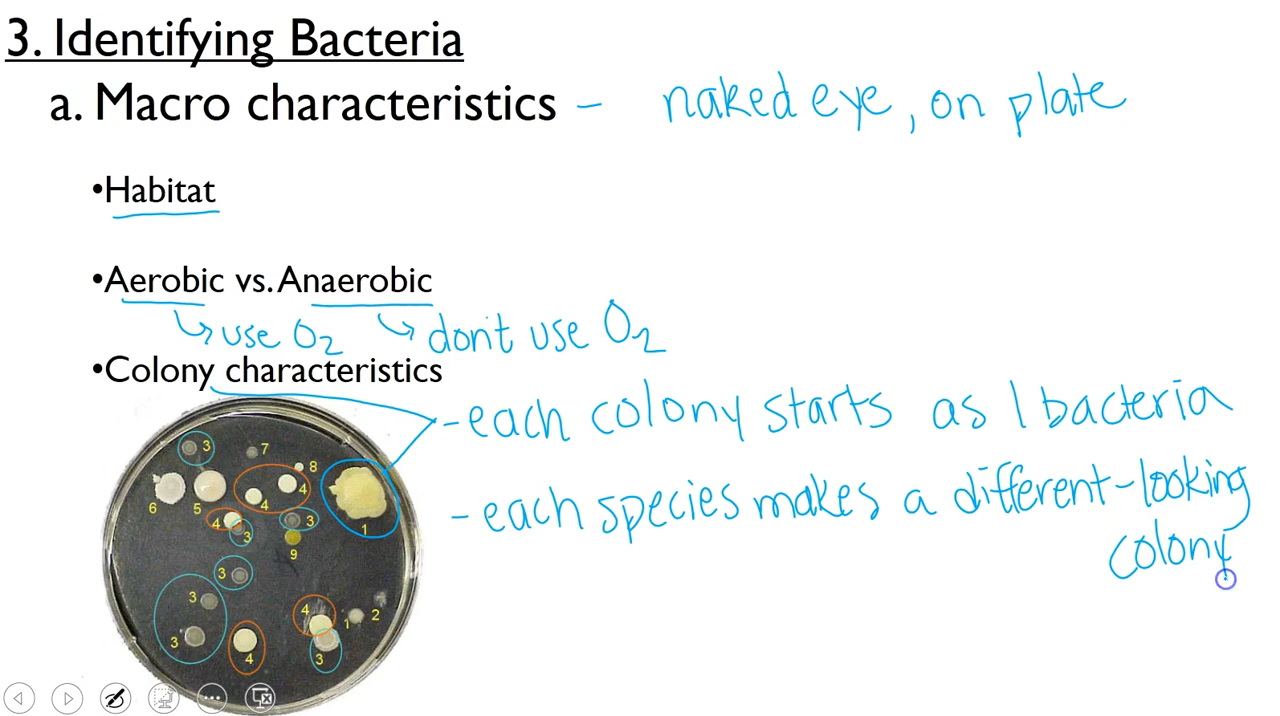 3. Identifying Bacteria
a. Macro characteristics - naked eye, on plate
•Habitat
•Aerobic vs. Anaerobic
use O2 don't use O2
•Colony characteristics
-each colony starts as 1 bacteria
-each species makes a different-looking
colony
3
7
8
4
6
5
4
1
4
3
3
9
3
3
4
1
2
3
4
3